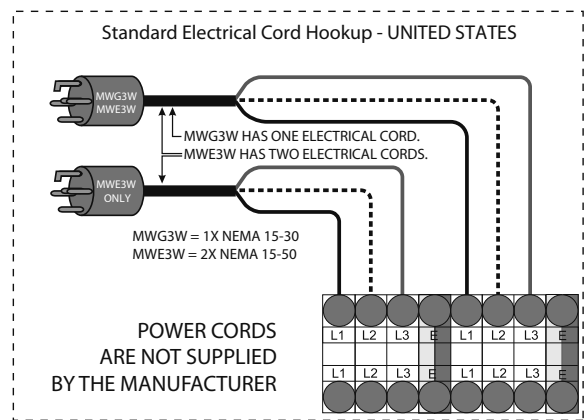 Standard Electrical Cord Hookup - UNITED STATES
MWG3W
MWE3W
MWG3W HAS ONE ELECTRICAL CORD.
MWE3W HAS TWO ELECTRICAL CORDS.
MWE3W
ONLY
MWG3W = 1X NEMA 15-30
MWE3W = 2X NEMA 15-50
POWER CORDS
ARE NOT SUPPLIED
BY THE MANUFACTURER
L1 L2 L3 E L1 L2 L3 E
L1 L2 L3 E L1 L2 L3 E